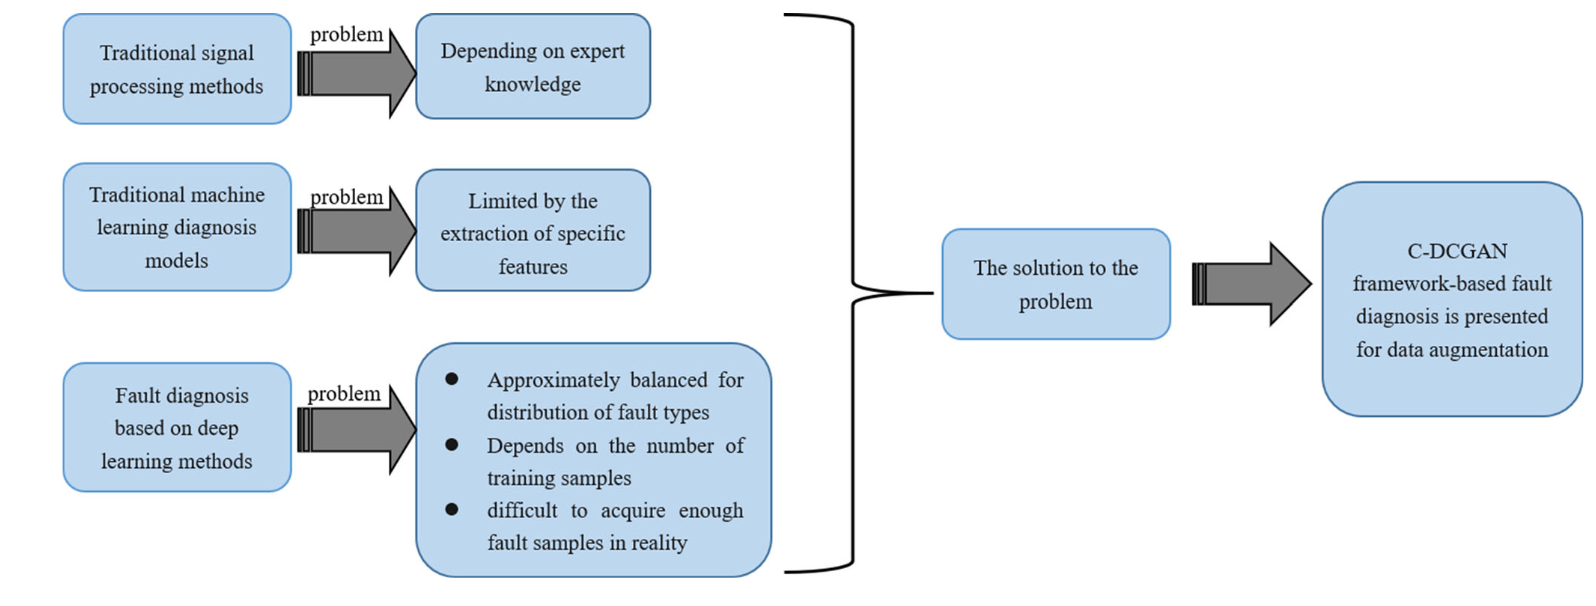 Traditional signal
processing methods
problem
Depending on expert
knowledge
Traditional machine
learning diagnosis
models
problem
Limited by the
extraction of specific
features
Fault diagnosis
based on deep
learning methods
problem
● Approximately balanced for
distribution of fault types
● Depends on the number of
training samples
● difficult to acquire enough
fault samples in reality
The solution to the
problem
C-DCGAN
framework-based fault
diagnosis is presented
for data augmentation